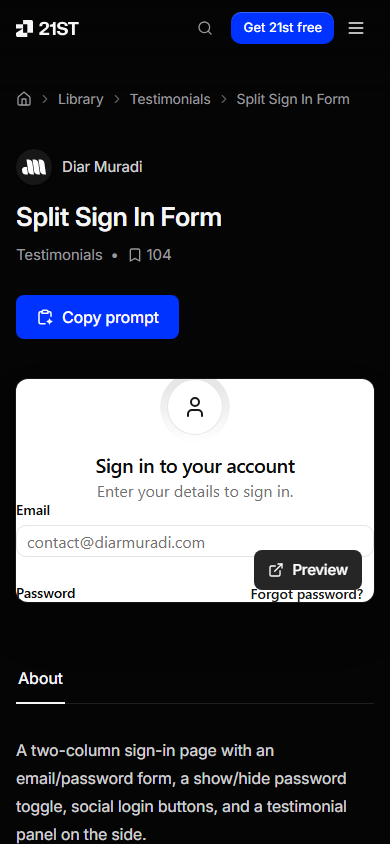 21ST
Get 21st free
Library > Testimonials > Split Sign In Form
Diar Muradi
Split Sign In Form
Testimonials • 104
Copy prompt
Sign in to your account
Enter your details to sign in.
Email
contact@diarmuradi.com
Preview
Password
Forgot password?
About
A two-column sign-in page with an
email/password form, a show/hide password
toggle, social login buttons, and a testimonial
panel on the side.